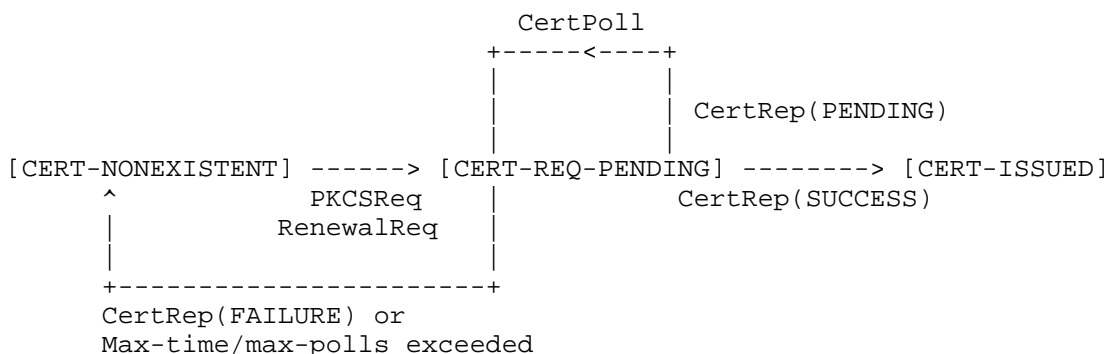 CertPoll
+-----<----+
| |
| | CertRep(PENDING)
| |
[CERT-NONEXISTENT] ------> [CERT-REQ-PENDING] --------> [CERT-ISSUED]
^ PKCSReq | CertRep(SUCCESS)
| RenewalReq |
| |
+-----------------------+
CertRep(FAILURE) or
Max-time/max-polls exceeded